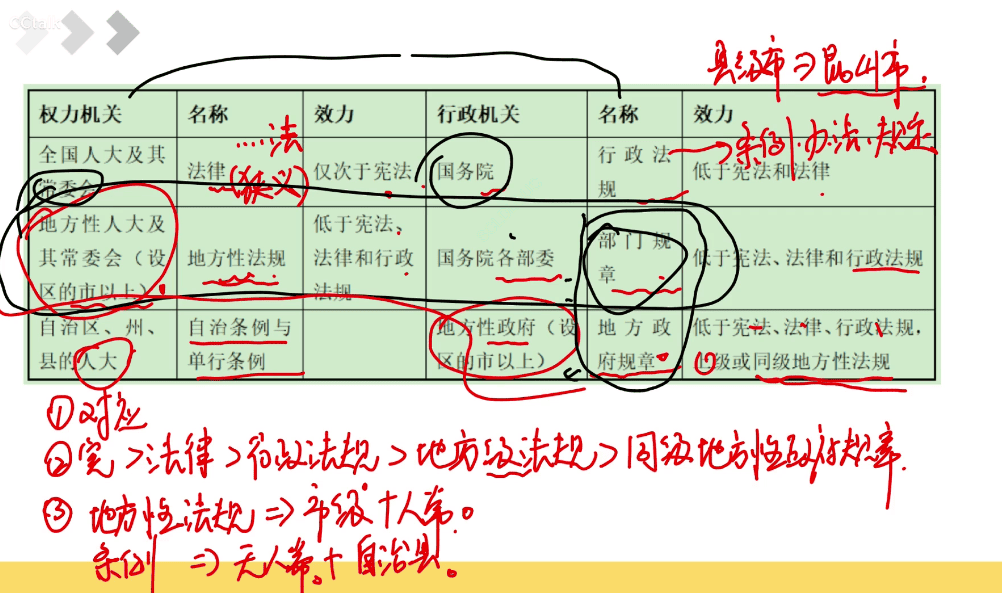 CCtalk
县级市⇒昆山市.
权力机关 名称 效力 行政机关 名称 效力
…法
→条例、办法、规定
全国人大及其常委会 法律 仅次于宪法 国务院 行政法规 低于宪法和法律
(狭义)
地方性人大及其常委会（设区的市以上） 地方性法规 低于宪法、法律和行政法规 国务院各部委 部门规章 低于宪法、法律和行政法规
自治区、州、县的人大 自治条例与单行条例 地方性政府（设区的市以上） 地方政府规章 低于宪法、法律、行政法规，上级或同级地方性法规
①
①对应
②宪>法律>行政法规>地方级法规>同级地方性政府规章.
③地方性法规⇒市级+人常。
条例⇒无人常。+自治县。